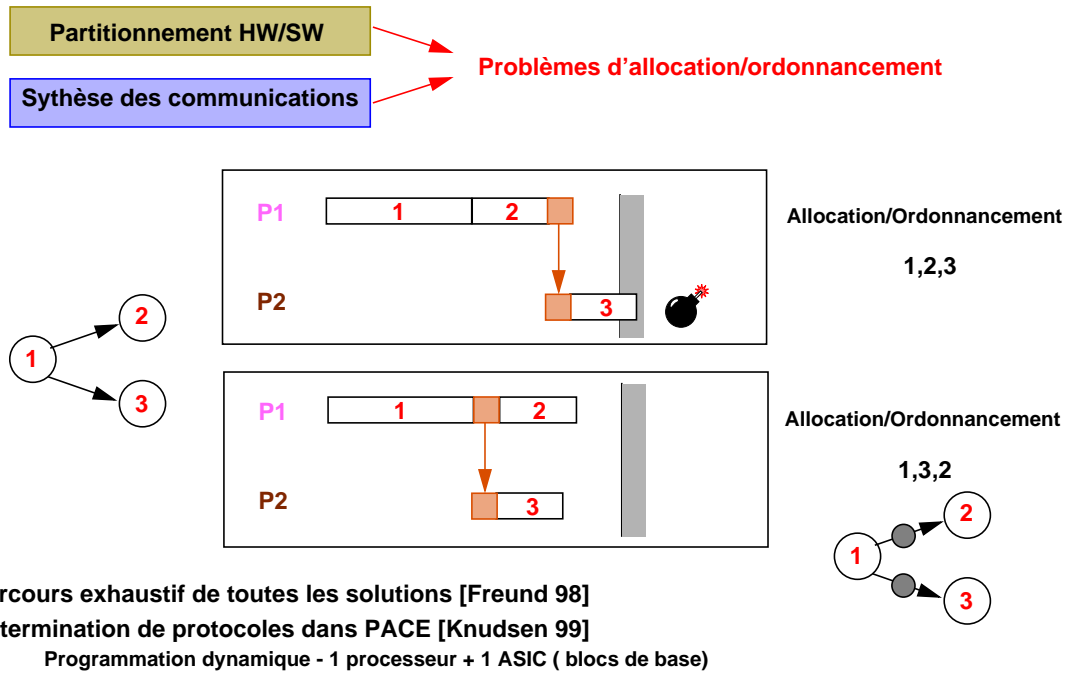 Partitionnement HW/SW
Problèmes d'allocation/ordonnancement
Sythèse des communications
P1
1
2
P2
3
Allocation/Ordonnancement
1,2,3
1
2
3
P1
1
2
P2
3
Allocation/Ordonnancement
1,3,2
1
2
3
rcours exhaustif de toutes les solutions [Freund 98]
termination de protocoles dans PACE [Knudsen 99]
Programmation dynamique - 1 processeur + 1 ASIC ( blocs de base)